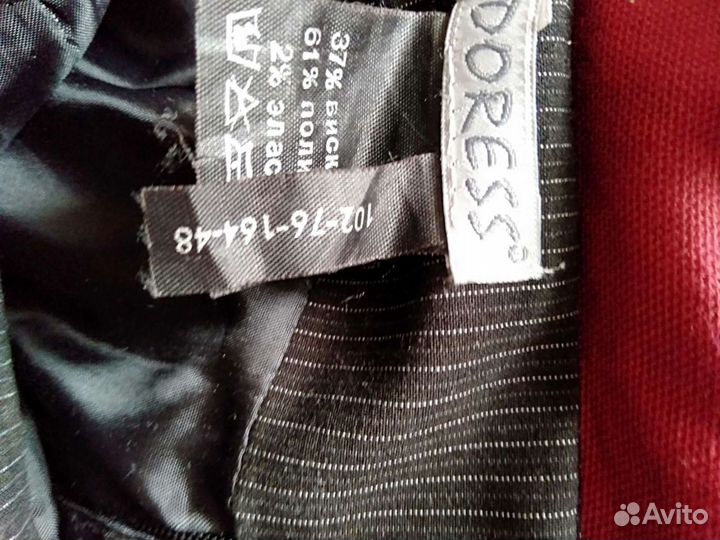 DORESS®
37% виск
61% поли
2% элас
102-76-164-48
Avito